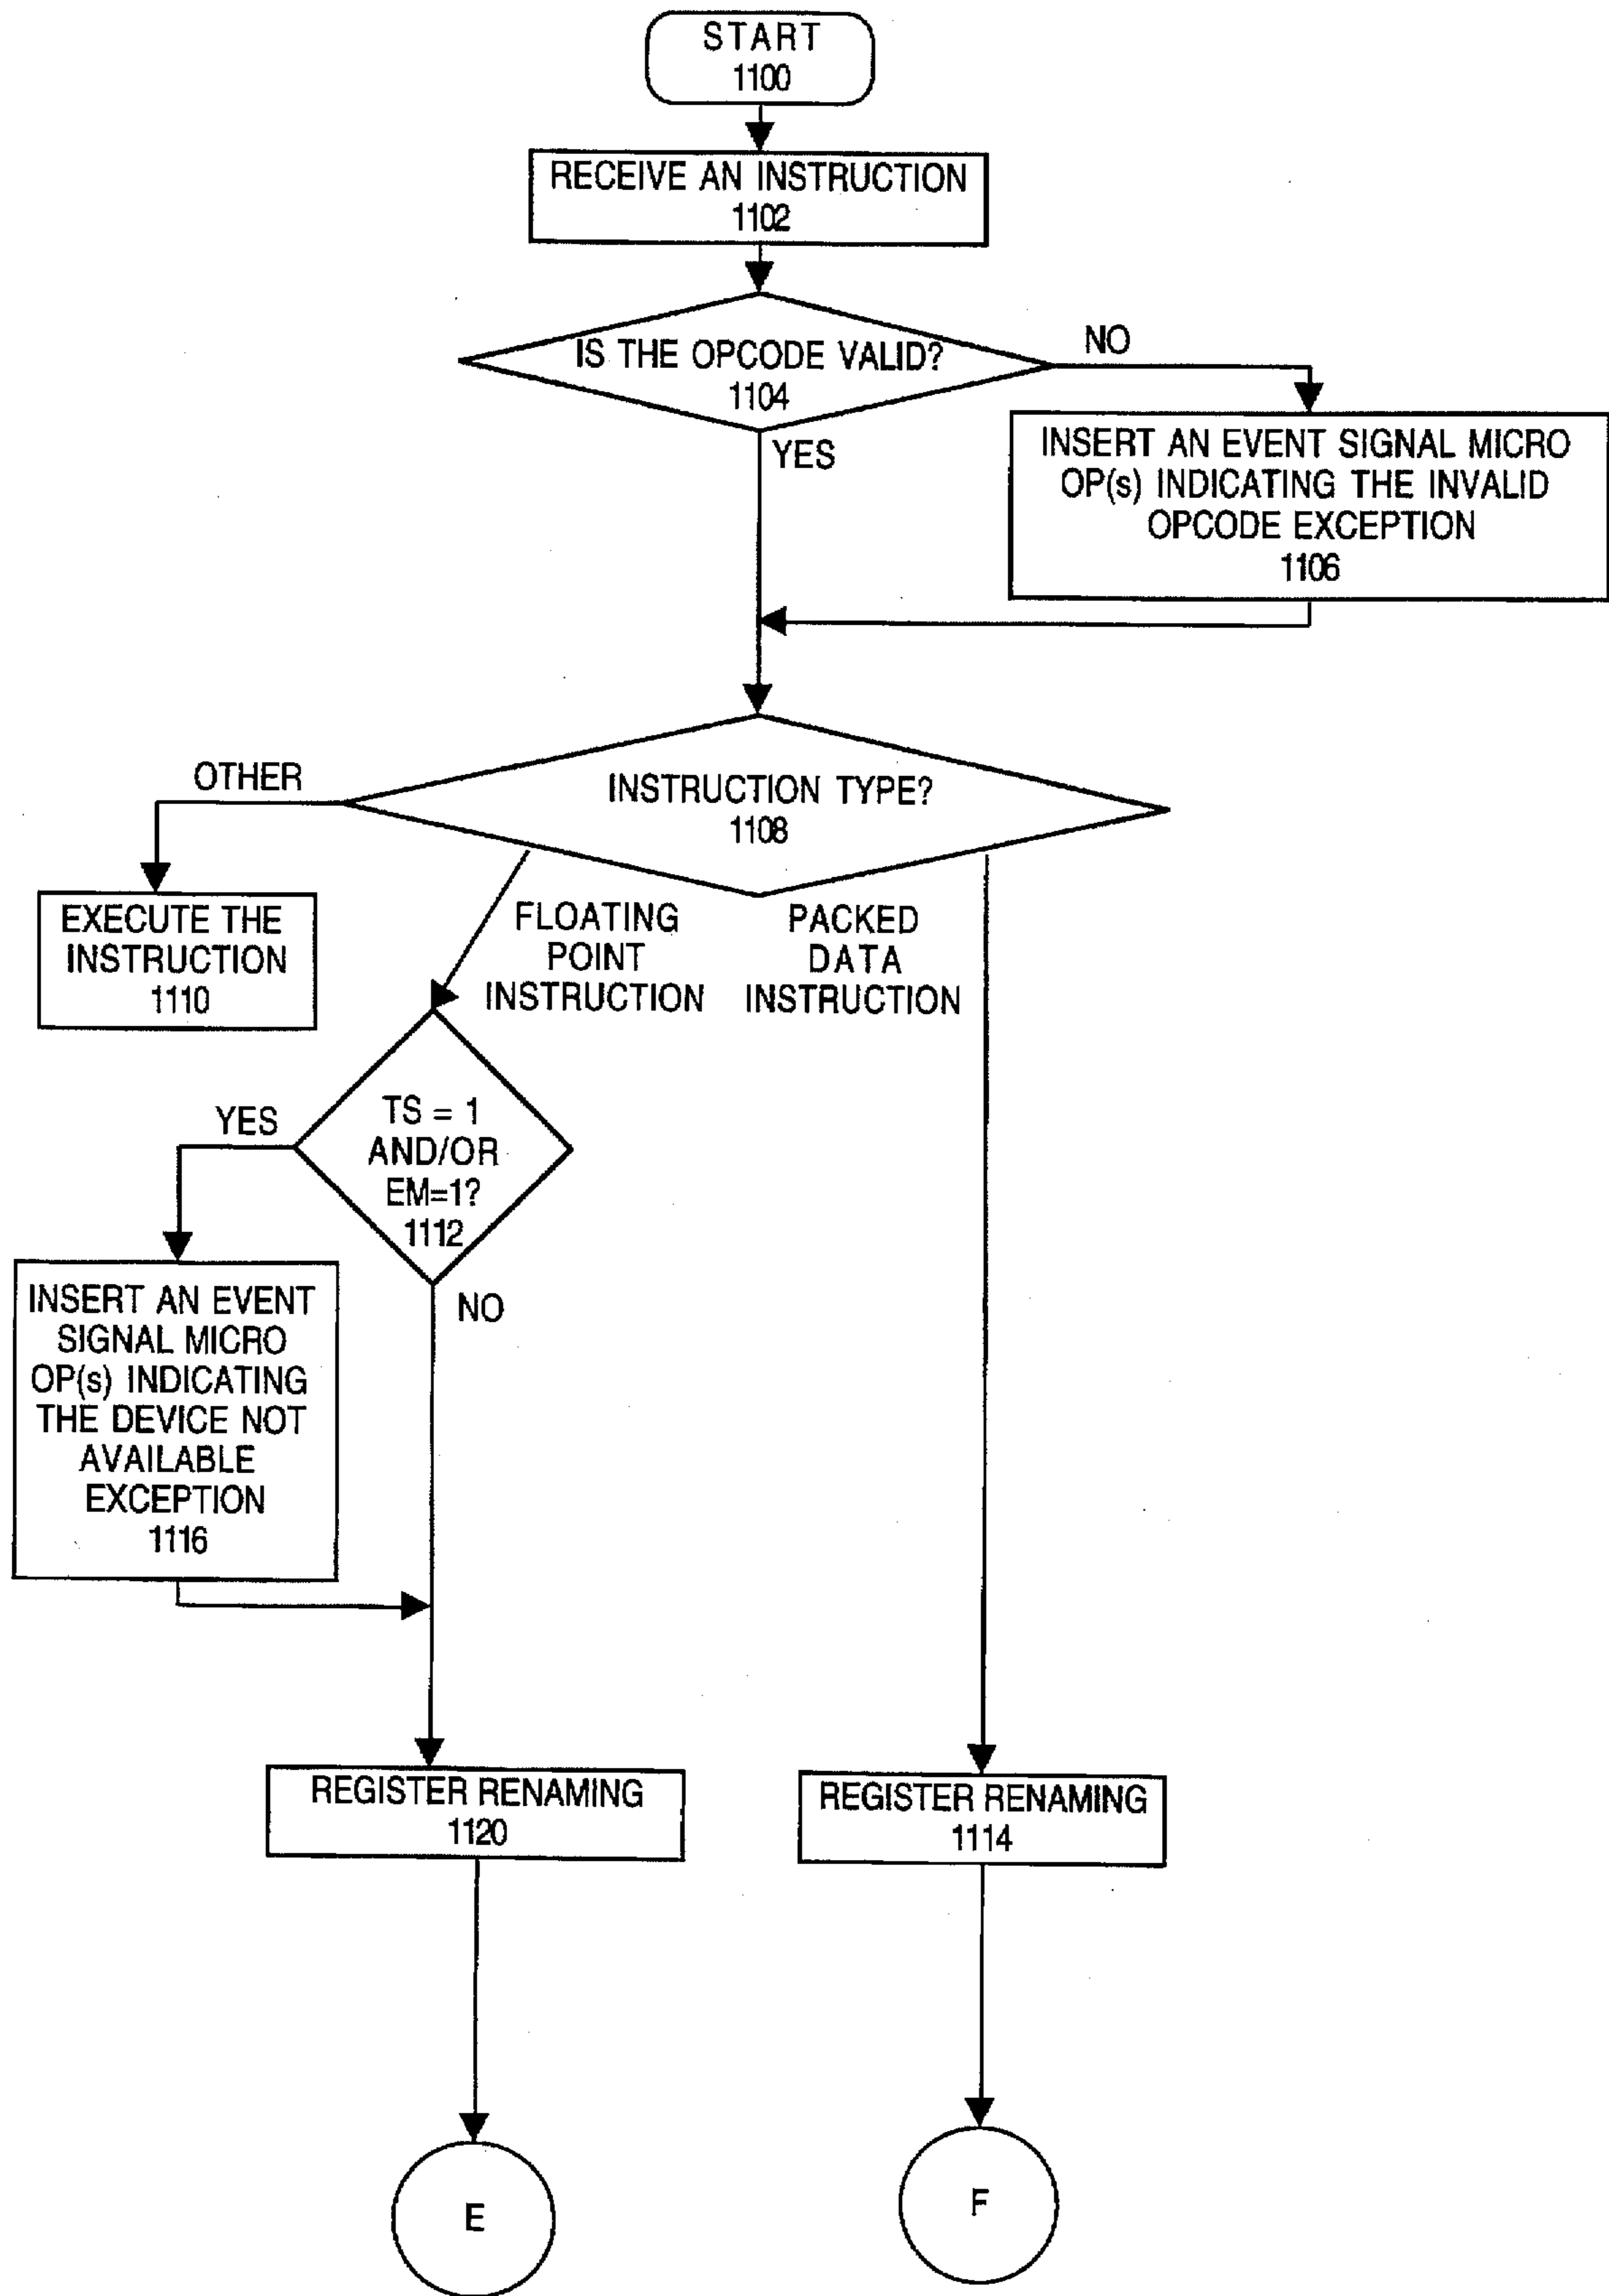 START
1100
RECEIVE AN INSTRUCTION
1102
IS THE OPCODE VALID?
1104
NO
YES
INSERT AN EVENT SIGNAL MICRO
OP(s) INDICATING THE INVALID
OPCODE EXCEPTION
1106
OTHER
INSTRUCTION TYPE?
1108
EXECUTE THE
INSTRUCTION
1110
FLOATING
POINT
INSTRUCTION
PACKED
DATA
INSTRUCTION
YES
TS = 1
AND/OR
EM=1?
1112
NO
INSERT AN EVENT
SIGNAL MICRO
OP(s) INDICATING
THE DEVICE NOT
AVAILABLE
EXCEPTION
1116
REGISTER RENAMING
1120
REGISTER RENAMING
1114
E
F